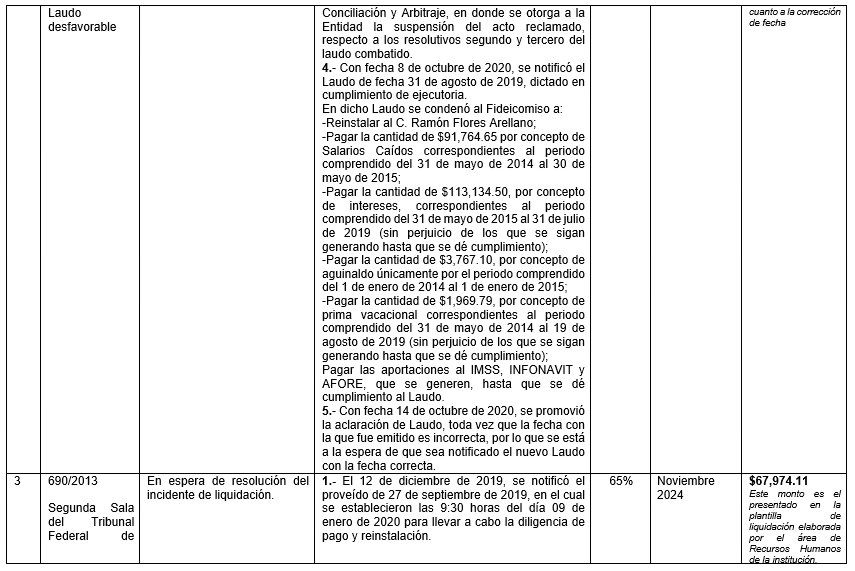 Laudo
desfavorable
Conciliación y Arbitraje, en donde se otorga a la
Entidad la suspensión del acto reclamado,
respecto a los resolutivos segundo y tercero del
laudo combatido.
4.- Con fecha 8 de octubre de 2020, se notificó el
Laudo de fecha 31 de agosto de 2019, dictado en
cumplimiento de ejecutoria.
En dicho Laudo se condenó al Fideicomiso a:
-Reinstalar al C. Ramón Flores Arellano;
-Pagar la cantidad de $91,764.65 por concepto de
Salarios Caídos correspondientes al periodo
comprendido del 31 de mayo de 2014 al 30 de
mayo de 2015;
-Pagar la cantidad de $113,134.50, por concepto
de intereses, correspondientes al periodo
comprendido del 31 de mayo de 2015 al 31 de julio
de 2019 (sin perjuicio de los que se sigan
generando hasta que se dé cumplimiento);
-Pagar la cantidad de $3,767.10, por concepto de
aguinaldo únicamente por el periodo comprendido
del 1 de enero de 2014 al 1 de enero de 2015;
-Pagar la cantidad de $1,969.79, por concepto de
prima vacacional correspondientes al periodo
comprendido del 31 de mayo de 2014 al 19 de
agosto de 2019 (sin perjuicio de los que se sigan
generando hasta que se dé cumplimiento);
Pagar las aportaciones al IMSS, INFONAVIT y
AFORE, que se generen, hasta que se dé
cumplimiento al Laudo.
5.- Con fecha 14 de octubre de 2020, se promovió
la aclaración de Laudo, toda vez que la fecha con
la que fue emitido es incorrecta, por lo que se está
a la espera de que sea notificado el nuevo Laudo
con la fecha correcta.
cuanto a la corrección
de fecha
3
690/2013
Segunda Sala
del Tribunal
Federal de
En espera de resolución del
incidente de liquidación.
1.- El 12 de diciembre de 2019, se notificó el
proveído de 27 de septiembre de 2019, en el cual
se establecieron las 9:30 horas del día 09 de
enero de 2020 para llevar a cabo la diligencia de
pago y reinstalación.
65%
Noviembre
2024
$67,974.11
Este monto es el
presentado en la
plantilla de
liquidación elaborada
por el área de
Recursos Humanos
de la institución.